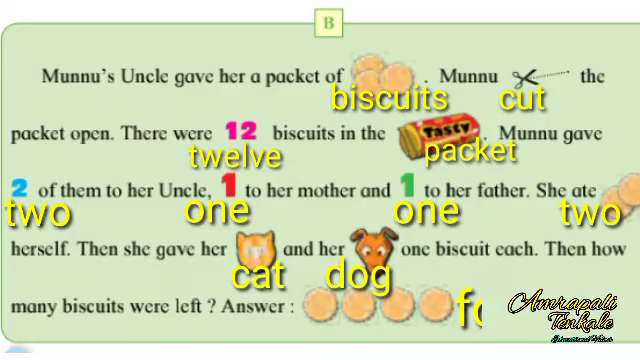 B
Munnu's Uncle gave her a packet of . Munnu the
biscuits cut
packet open. There were 12 biscuits in the Tasty . Munnu gave
twelve packet
2 of them to her Uncle, 1 to her mother and 1 to her father. She ate
two one one two
herself. Then she gave her and her one biscuit each. Then how
cat dog
many biscuits were left ? Answer :
Amrapali
Tenkale